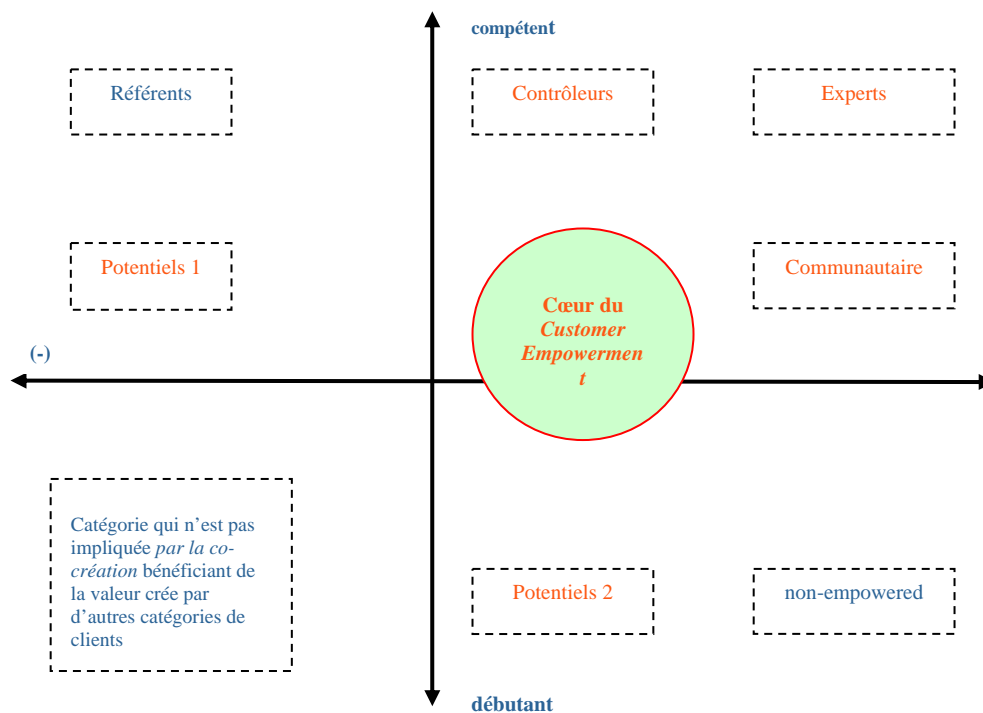 compétent
Référents
Contrôleurs
Experts
Potentiels 1
Communautaire
Cœur du
Customer
Empowermen
t
(-)
Catégorie qui n’est pas
impliquée par la co-
création bénéficiant de
la valeur crée par
d’autres catégories de
clients
Potentiels 2
non-empowered
débutant